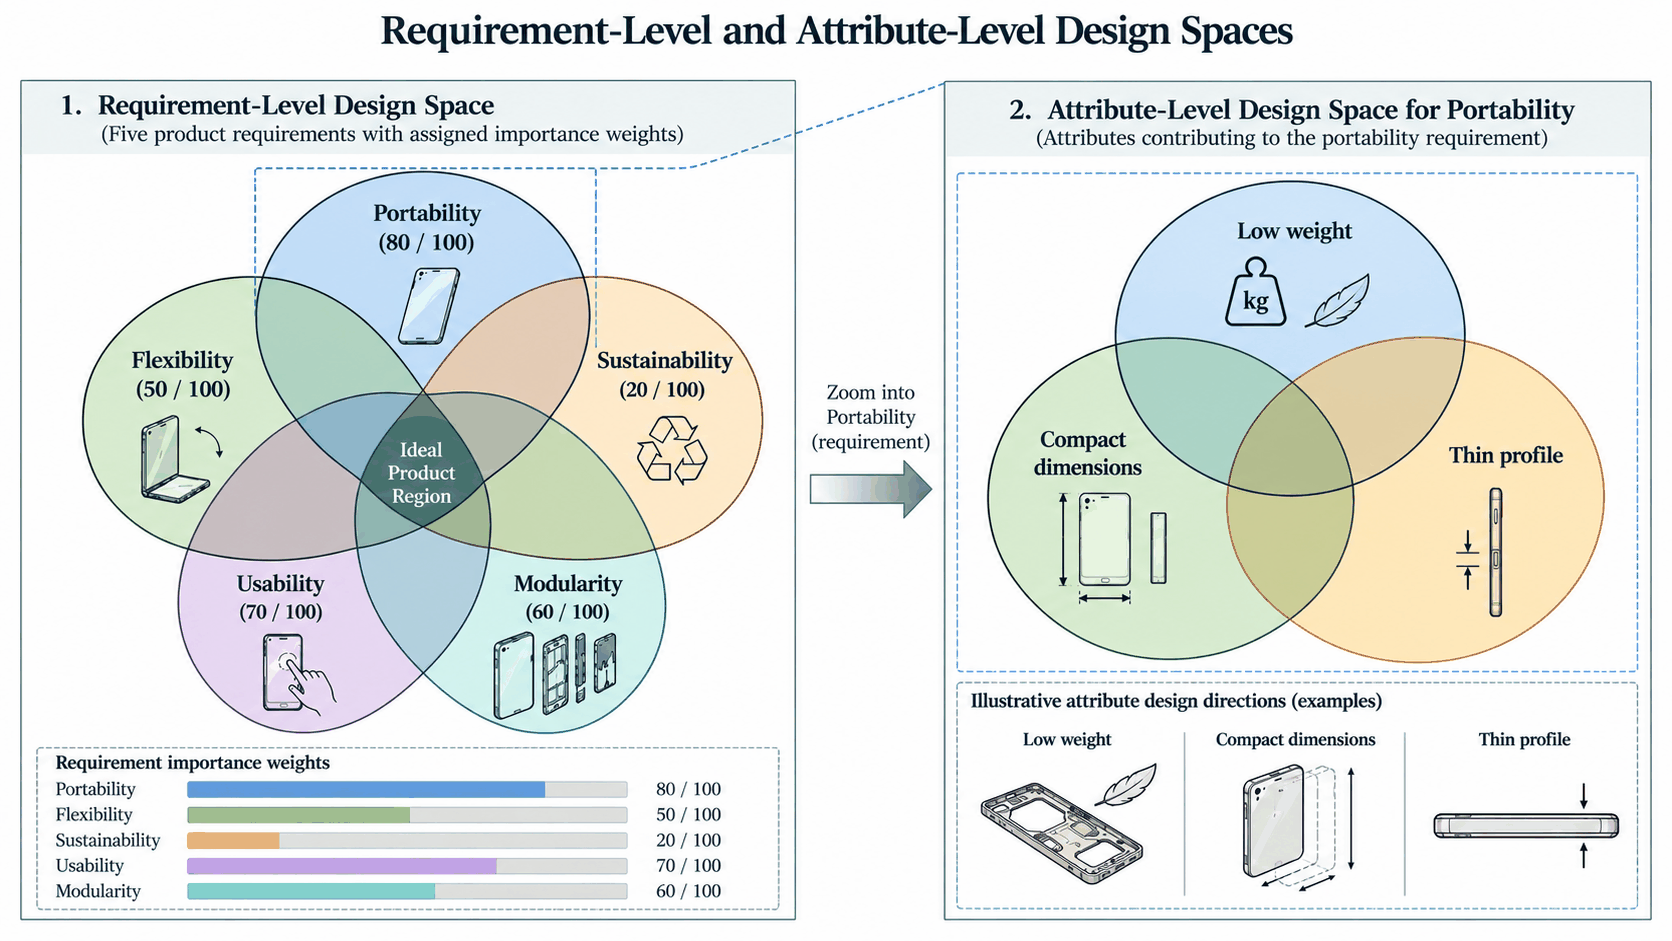 Requirement-Level and Attribute-Level Design Spaces
1. Requirement-Level Design Space
(Five product requirements with assigned importance weights)
Portability
(80 / 100)
Flexibility
(50 / 100)
Sustainability
(20 / 100)
Ideal
Product
Region
Usability
(70 / 100)
Modularity
(60 / 100)
Requirement importance weights
Portability 80 / 100
Flexibility 50 / 100
Sustainability 20 / 100
Usability 70 / 100
Modularity 60 / 100
Zoom into
Portability
(requirement)
2. Attribute-Level Design Space for Portability
(Attributes contributing to the portability requirement)
Low weight
kg
Compact
dimensions
Thin profile
Illustrative attribute design directions (examples)
Low weight
Compact dimensions
Thin profile